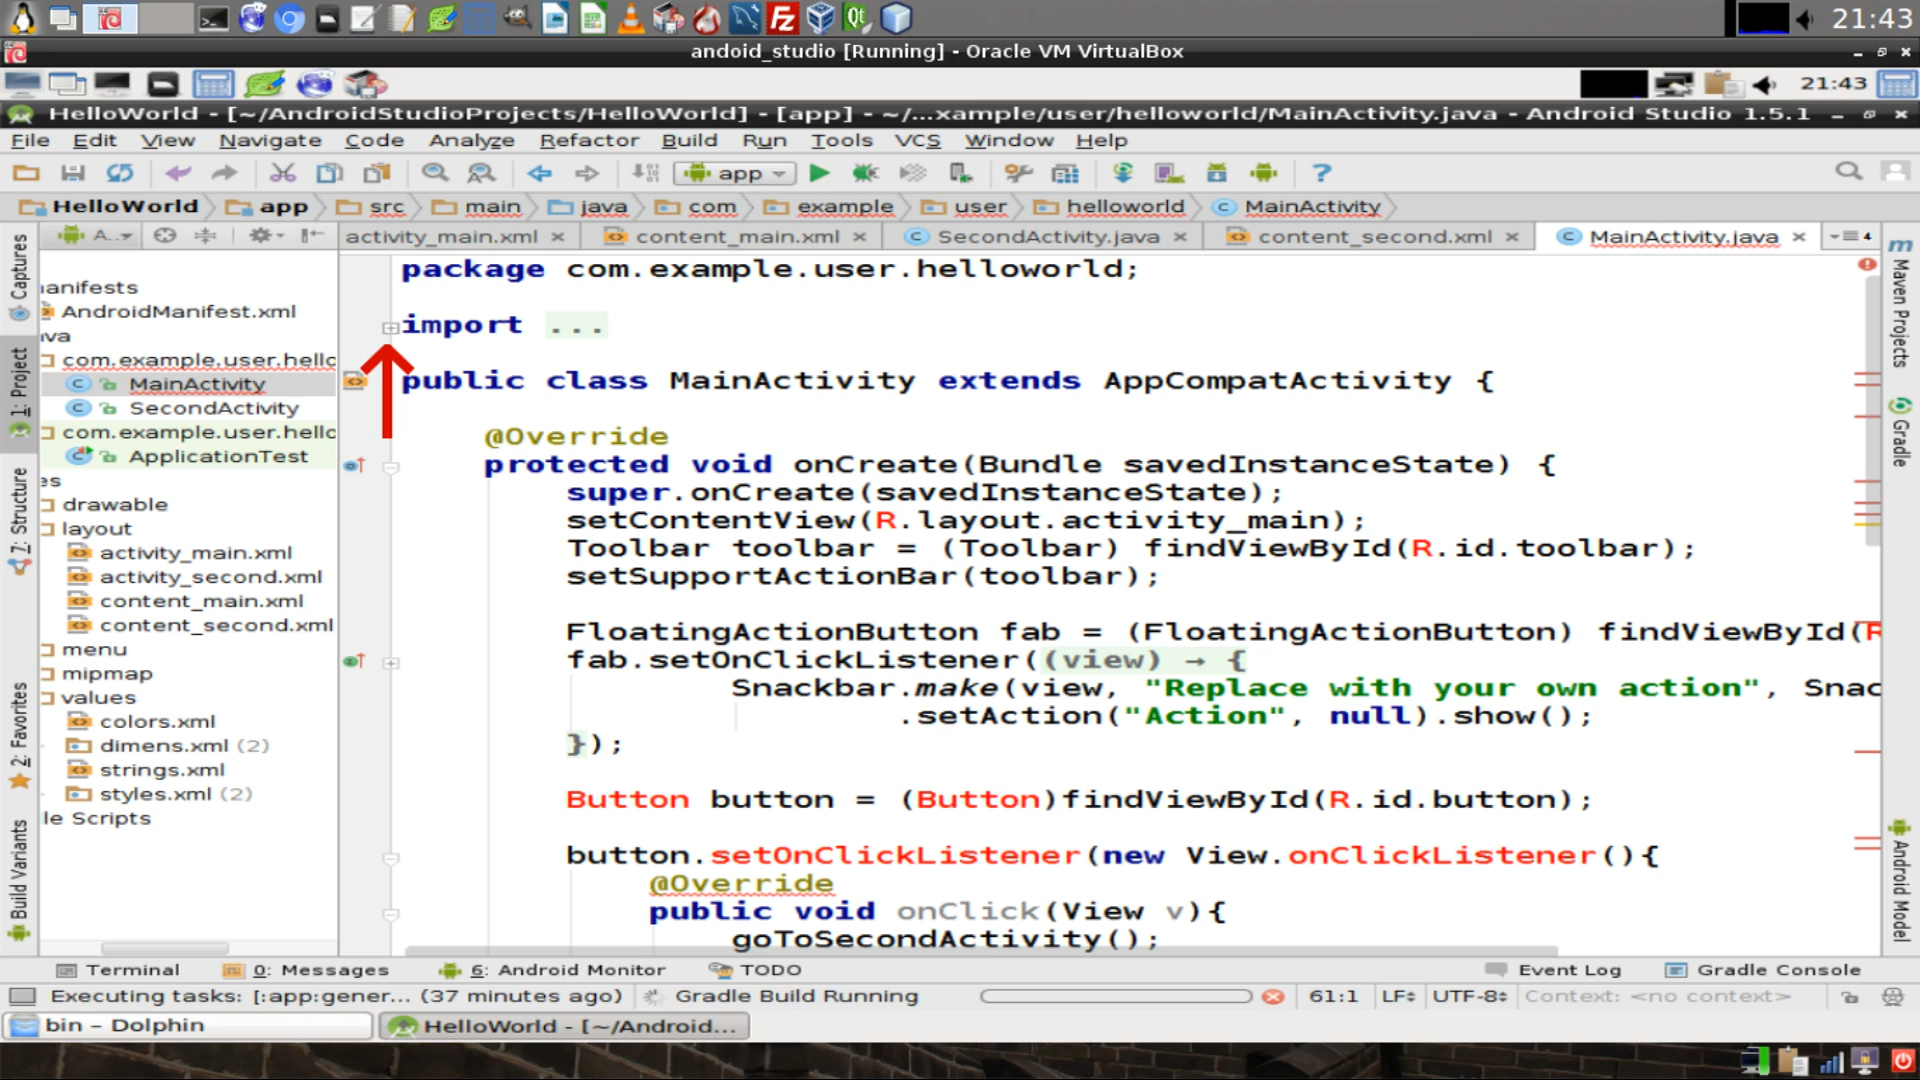 21:43
andoid_studio [Running] - Oracle VM VirtualBox
21:43
HelloWorld - [~/AndroidStudioProjects/HelloWorld] - [app] - ~/...xample/user/helloworld/MainActivity.java - Android Studio 1.5.1
File Edit View Navigate Code Analyze Refactor Build Run Tools VCS Window Help
app
HelloWorld app src main java com example user helloworld MainActivity
A..
activity_main.xml content_main.xml SecondActivity.java content_second.xml MainActivity.java 4
Captures
1: Project
7: Structure
2: Favorites
Build Variants
anifests
AndroidManifest.xml
va
com.example.user.hello
MainActivity
SecondActivity
com.example.user.hello
ApplicationTest
es
drawable
layout
activity_main.xml
activity_second.xml
content_main.xml
content_second.xml
menu
mipmap
values
colors.xml
dimens.xml (2)
strings.xml
styles.xml (2)
le Scripts
package com.example.user.helloworld;
import ...
public class MainActivity extends AppCompatActivity {
@Override
protected void onCreate(Bundle savedInstanceState) {
super.onCreate(savedInstanceState);
setContentView(R.layout.activity_main);
Toolbar toolbar = (Toolbar) findViewById(R.id.toolbar);
setSupportActionBar(toolbar);
FloatingActionButton fab = (FloatingActionButton) findViewById(R
fab.setOnClickListener((view) → {
Snackbar.make(view, "Replace with your own action", Snac
.setAction("Action", null).show();
});
Button button = (Button)findViewById(R.id.button);
button.setOnClickListener(new View.onClickListener(){
@Override
public void onClick(View v){
goToSecondActivity();
Maven Projects
Gradle
Android Model
Terminal 0: Messages 6: Android Monitor TODO Event Log Gradle Console
Executing tasks: [:app:gener... (37 minutes ago) Gradle Build Running 61:1 LF UTF-8 Context: <no context>
bin – Dolphin HelloWorld - [~/Android...